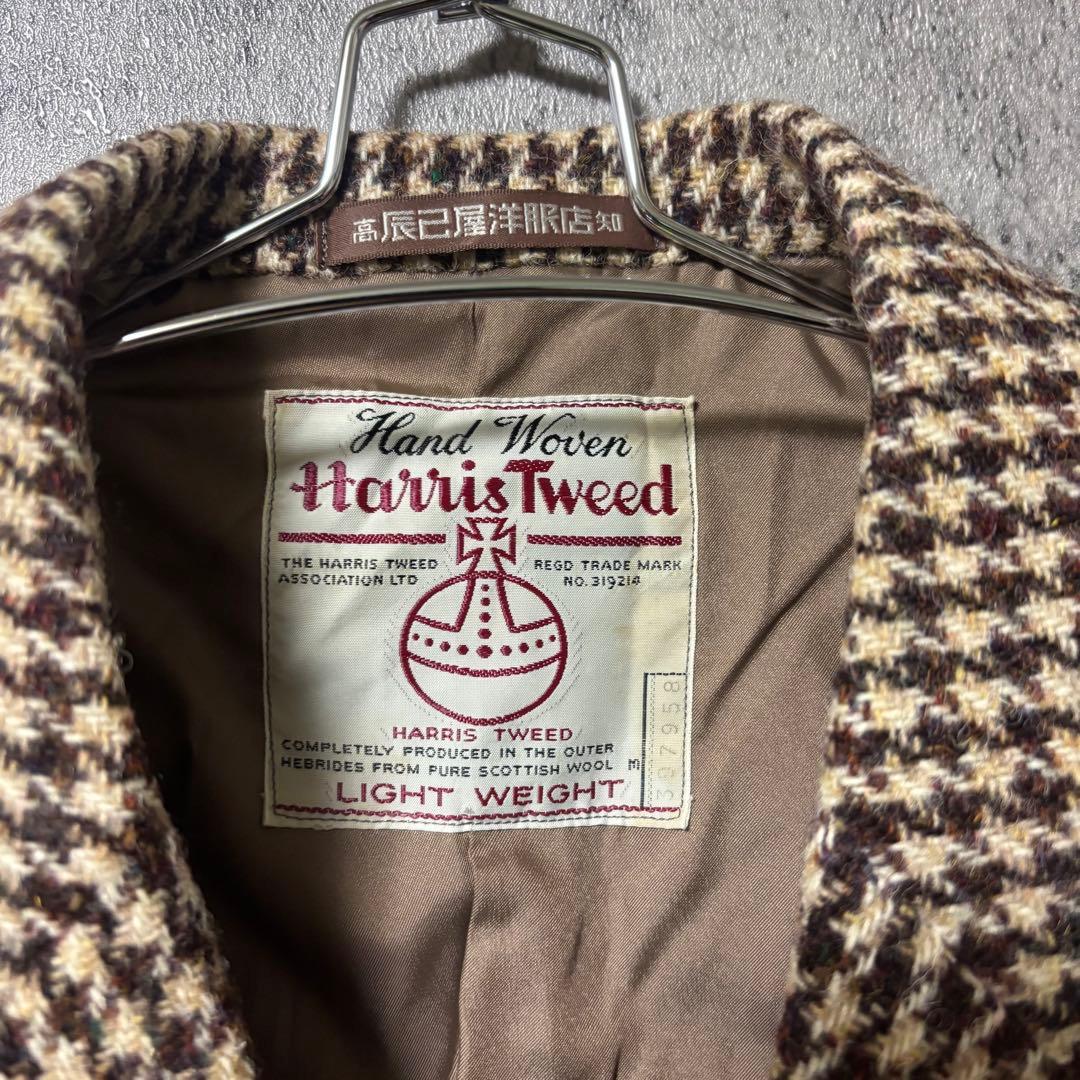 高辰巳屋洋服店知
Hand Woven
Harris Tweed
THE HARRIS TWEED ASSOCIATION LTD
REGD TRADE MARK NO. 319214
HARRIS TWEED
COMPLETELY PRODUCED IN THE OUTER
HEBRIDES FROM PURE SCOTTISH WOOL
LIGHT WEIGHT
E
397958